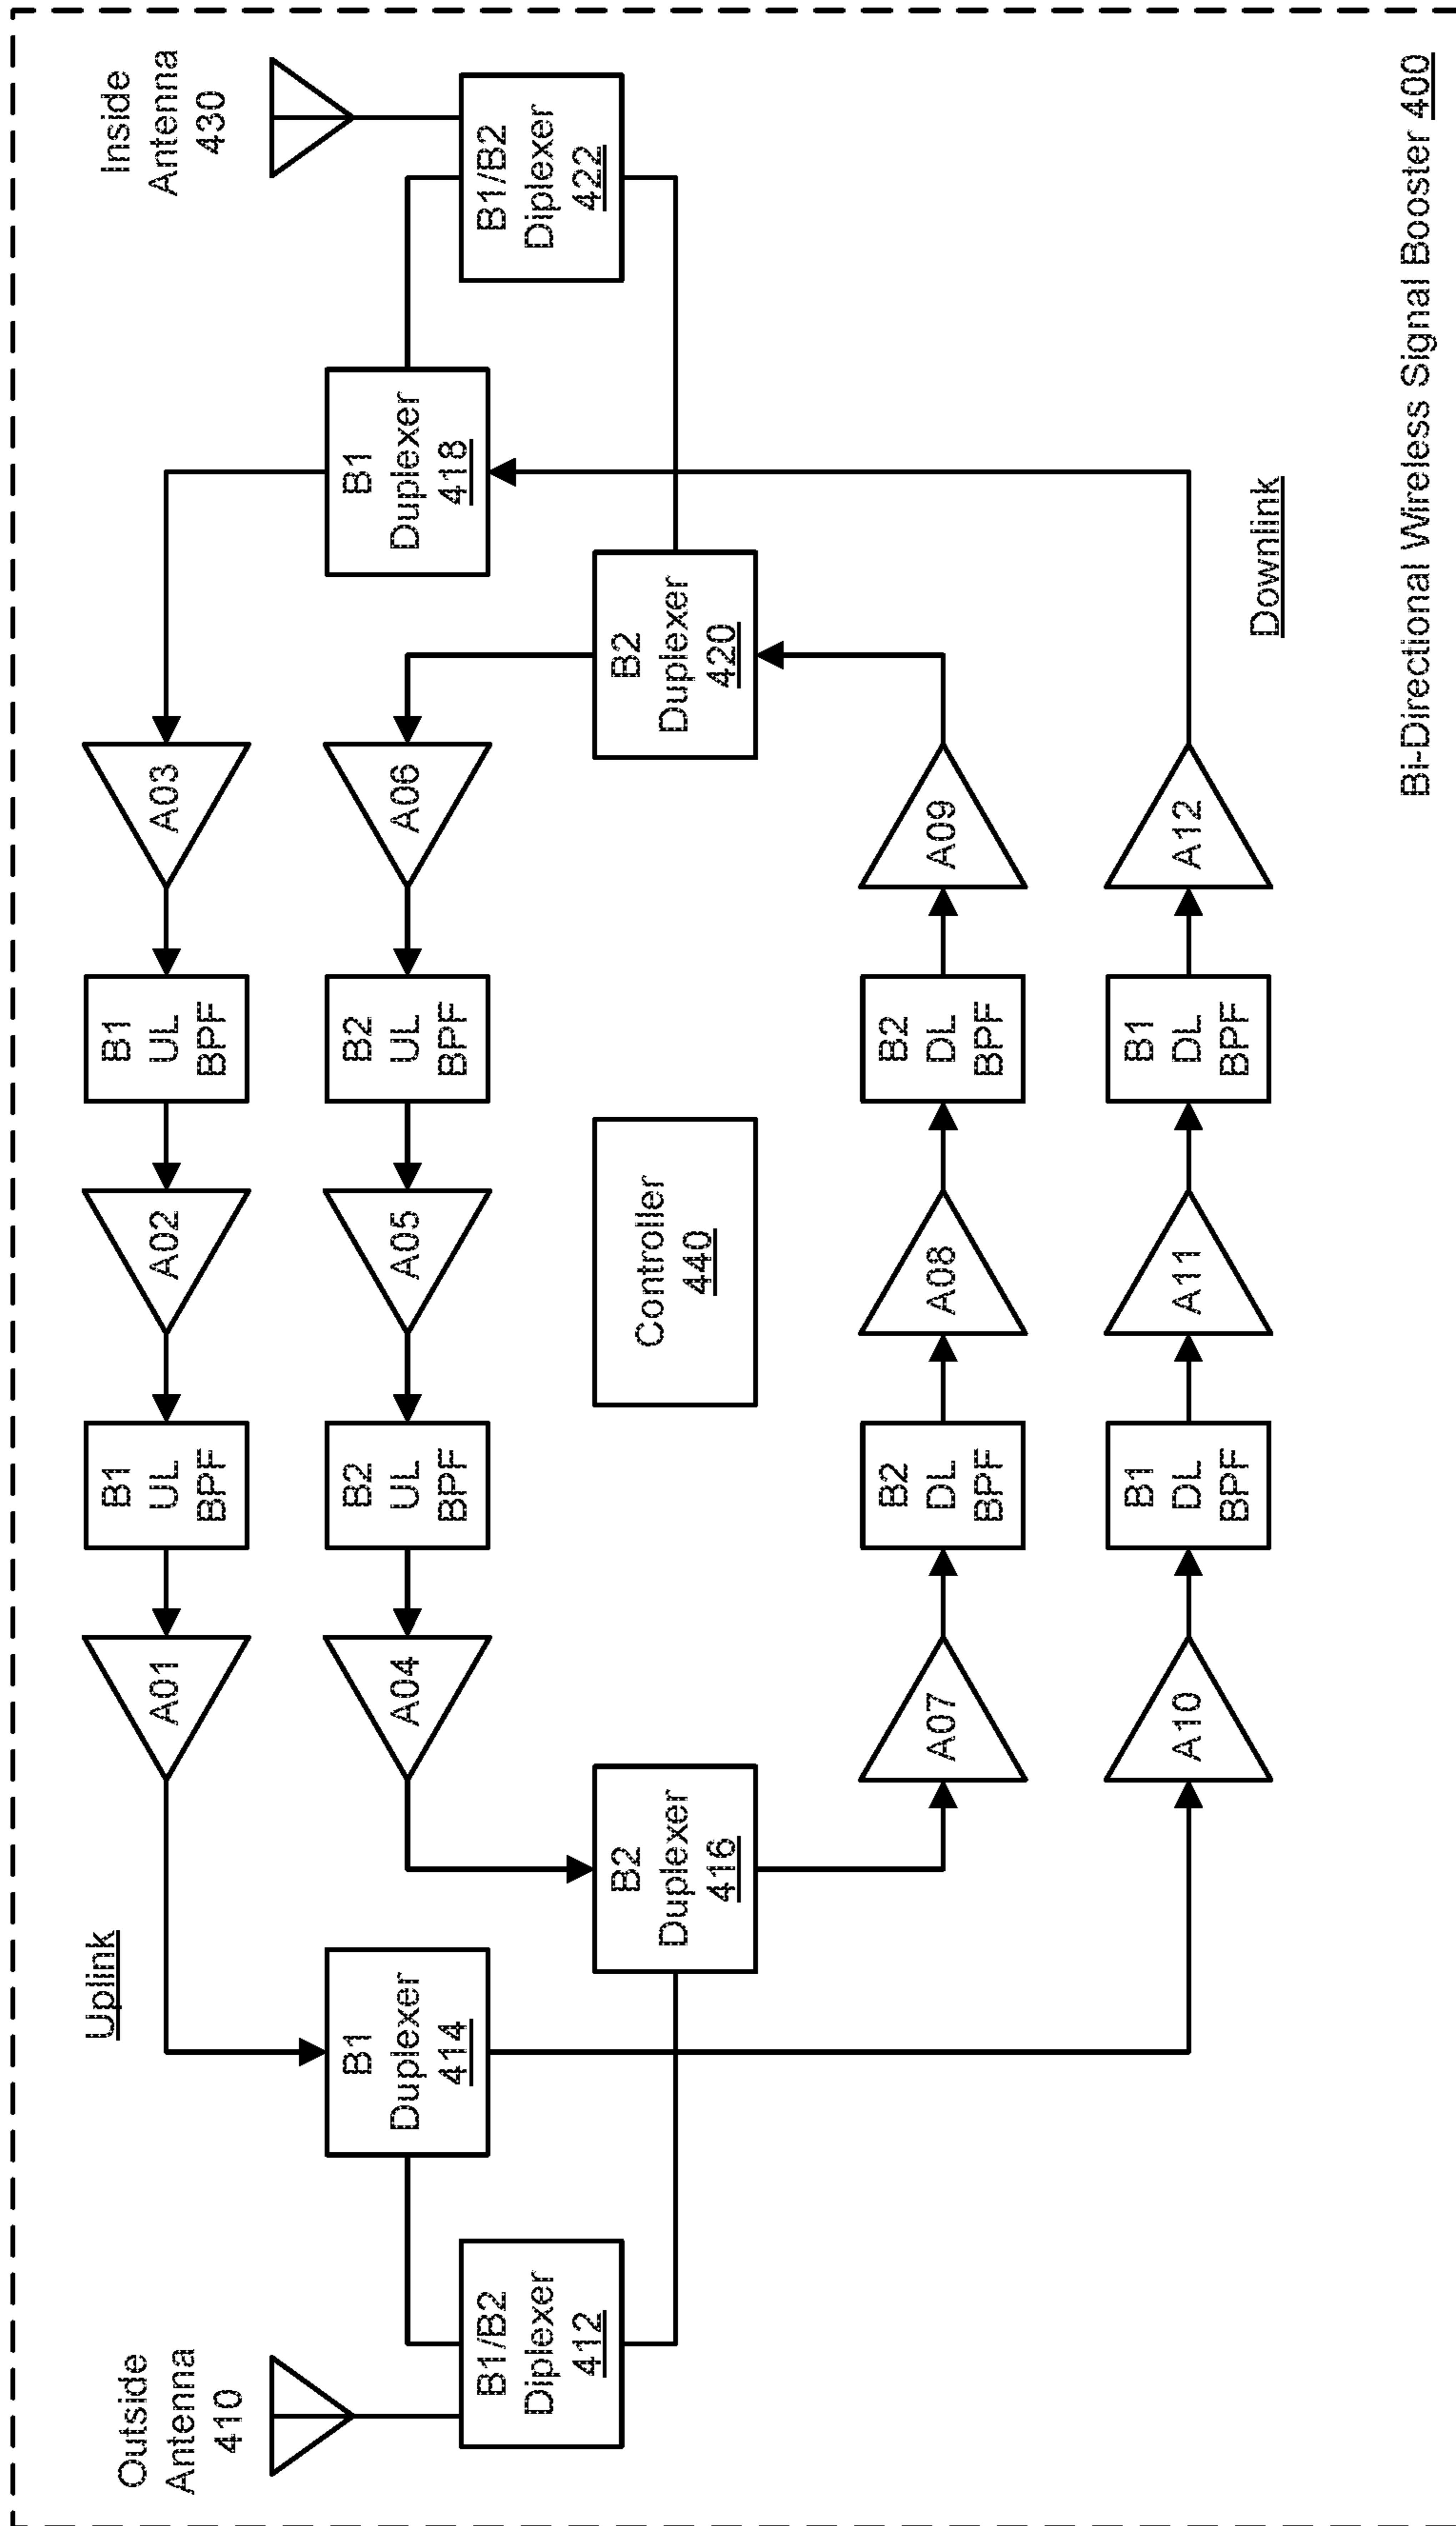 Outside
Antenna
410
Uplink
Inside
Antenna
430
A01
B1
UL
BPF
A02
B1
UL
BPF
A03
B1
Duplexer
414
A04
B2
UL
BPF
A05
B2
UL
BPF
A06
B1
Duplexer
418
B1/B2
Diplexer
412
B1/B2
Diplexer
422
B2
Duplexer
416
Controller
440
B2
Duplexer
420
A07
B2
DL
BPF
A08
B2
DL
BPF
A09
A10
B1
DL
BPF
A11
B1
DL
BPF
A12
Downlink
Bi-Directional Wireless Signal Booster 400